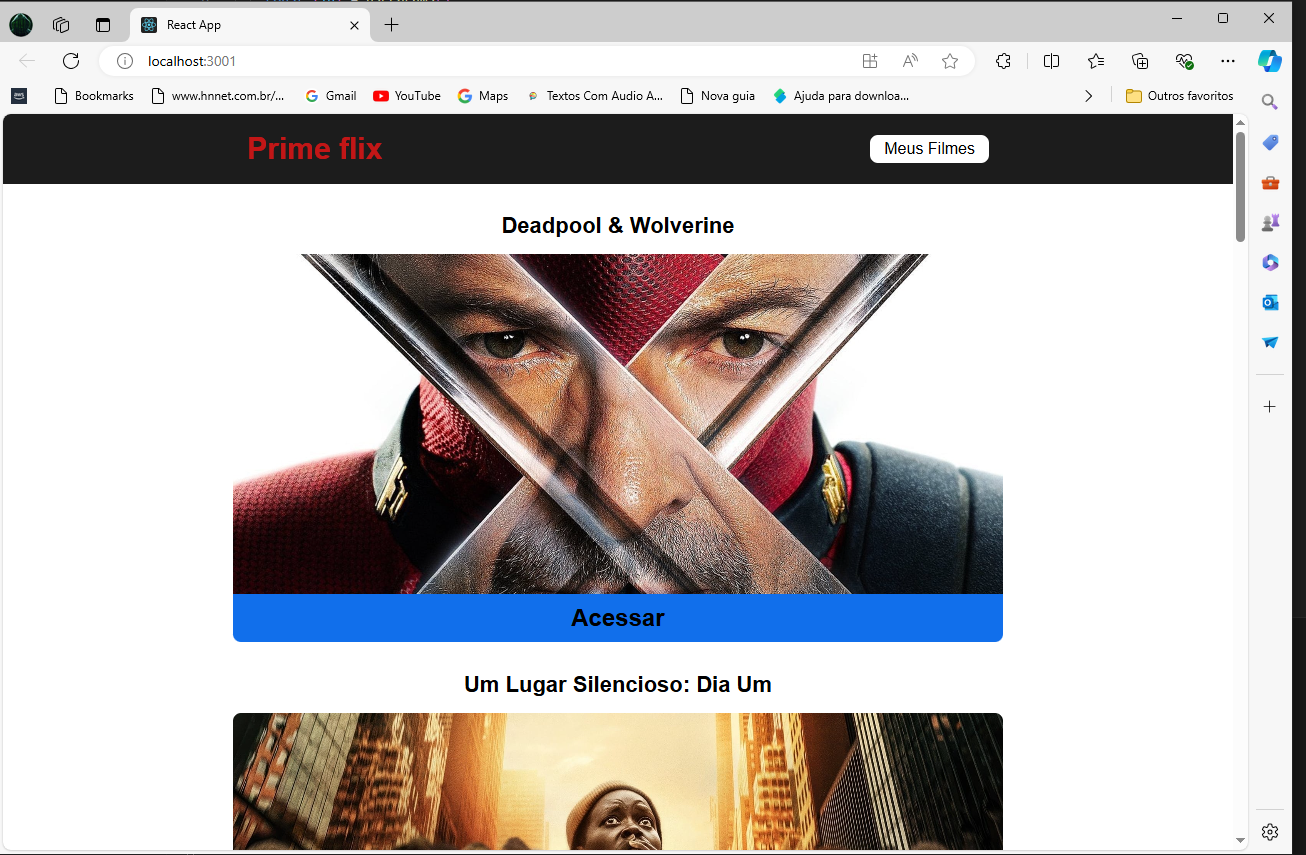 React App
localhost:3001
Bookmarks
www.hnnet.com.br/...
Gmail
YouTube
Maps
Textos Com Audio A...
Nova guia
Ajuda para downloa...
Outros favoritos
Prime flix
Meus Filmes
Deadpool & Wolverine
Acessar
Um Lugar Silencioso: Dia Um